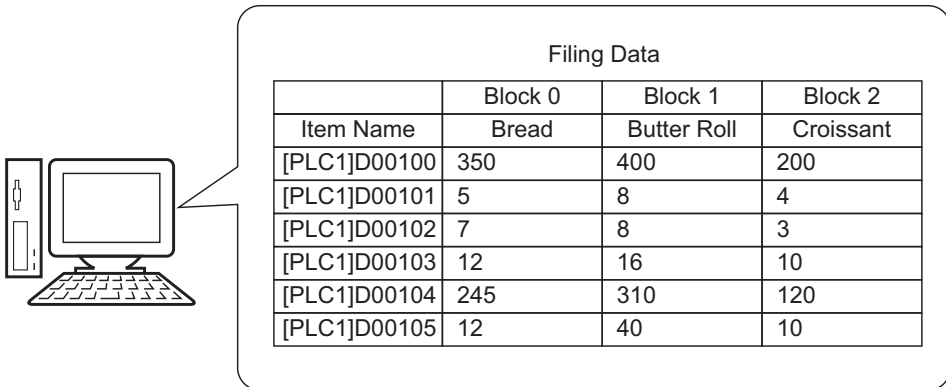 Filing Data
Block 0 Block 1 Block 2
Item Name Bread Butter Roll Croissant
[PLC1]D00100 350 400 200
[PLC1]D00101 5 8 4
[PLC1]D00102 7 8 3
[PLC1]D00103 12 16 10
[PLC1]D00104 245 310 120
[PLC1]D00105 12 40 10